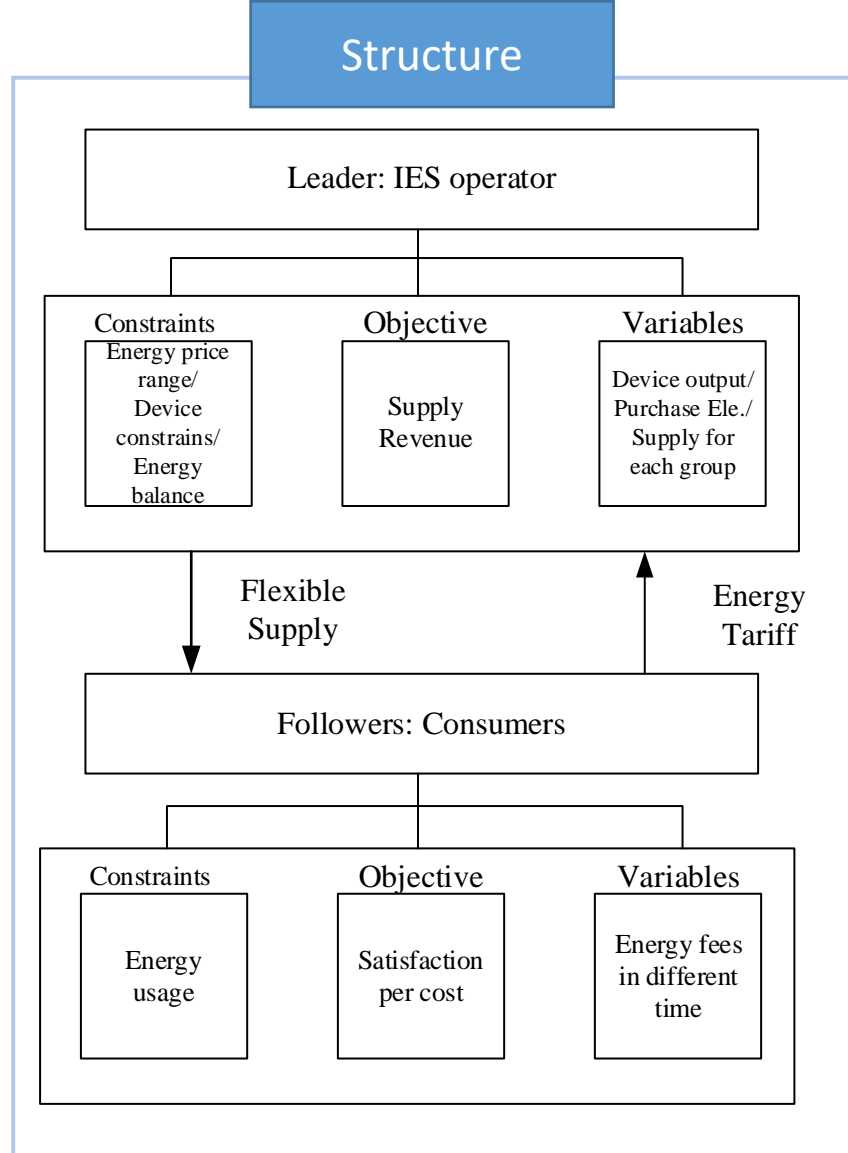 Structure
Leader: IES operator
Constraints
Objective
Variables
Energy price
range/
Device
constrains/
Energy
balance
Supply
Revenue
Device output/
Purchase Ele./
Supply for
each group
Flexible
Supply
Energy
Tariff
Followers: Consumers
Constraints
Objective
Variables
Energy
usage
Satisfaction
per cost
Energy fees
in different
time